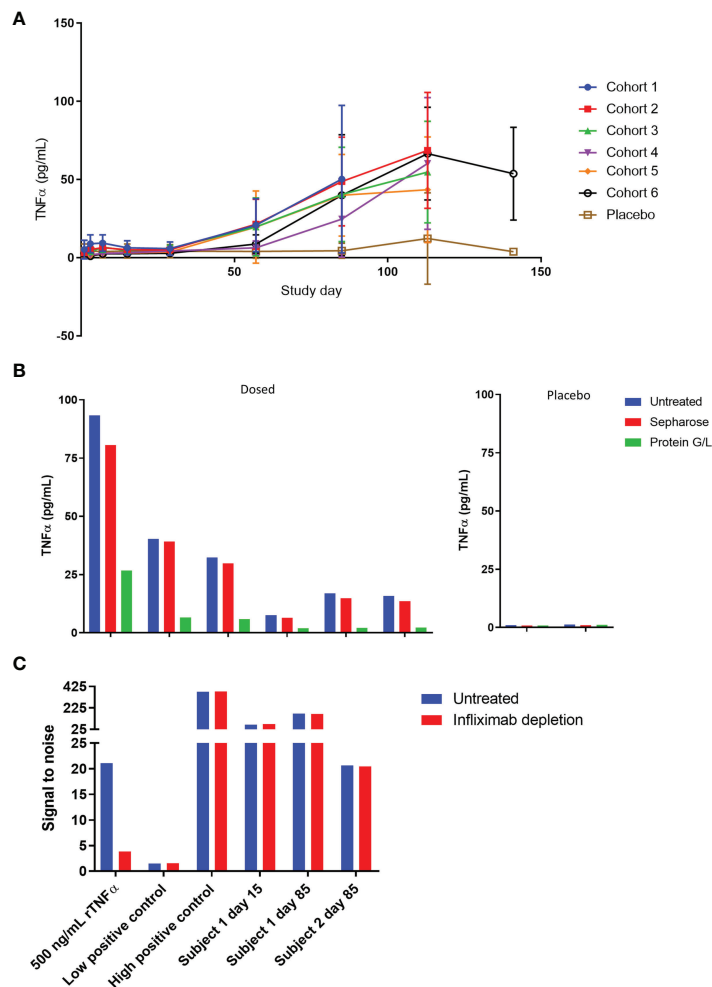 A
150
100
50
0
-50
50
100
150
TNFα (pg/mL)
Study day
Cohort 1
Cohort 2
Cohort 3
Cohort 4
Cohort 5
Cohort 6
Placebo
B
Dosed
100
75
50
25
0
TNFα (pg/mL)
Placebo
100
75
50
25
0
TNFα (pg/mL)
Untreated
Sepharose
Protein G/L
C
425
225
25
25
20
15
10
5
0
Signal to noise
Untreated
Infliximab depletion
500 ng/mL rTNFα
Low positive control
High positive control
Subject 1 day 15
Subject 1 day 85
Subject 2 day 85